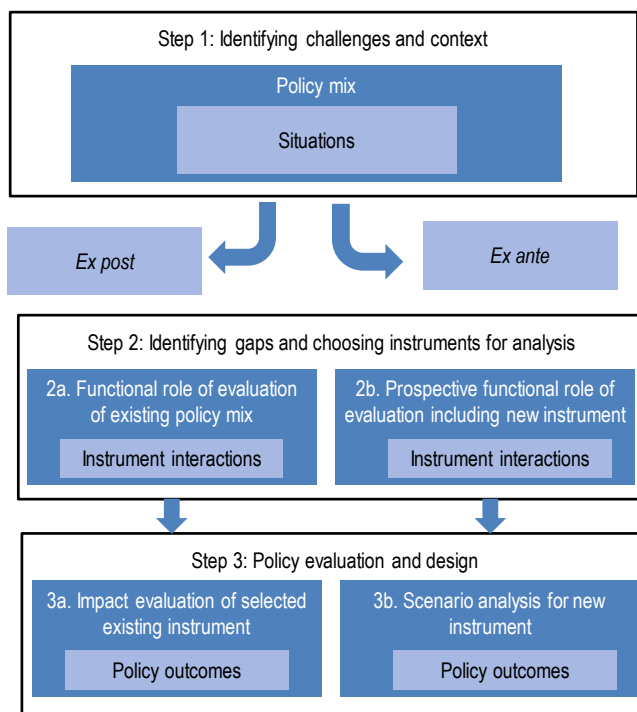 Step 1: Identifying challenges and context
Policy mix
Situations
Ex post
Ex ante
Step 2: Identifying gaps and choosing instruments for analysis
2a. Functional role of evaluation
of existing policy mix
Instrument interactions
2b. Prospective functional role of
evaluation including new instrument
Instrument interactions
Step 3: Policy evaluation and design
3a. Impact evaluation of selected
existing instrument
Policy outcomes
3b. Scenario analysis for new
instrument
Policy outcomes